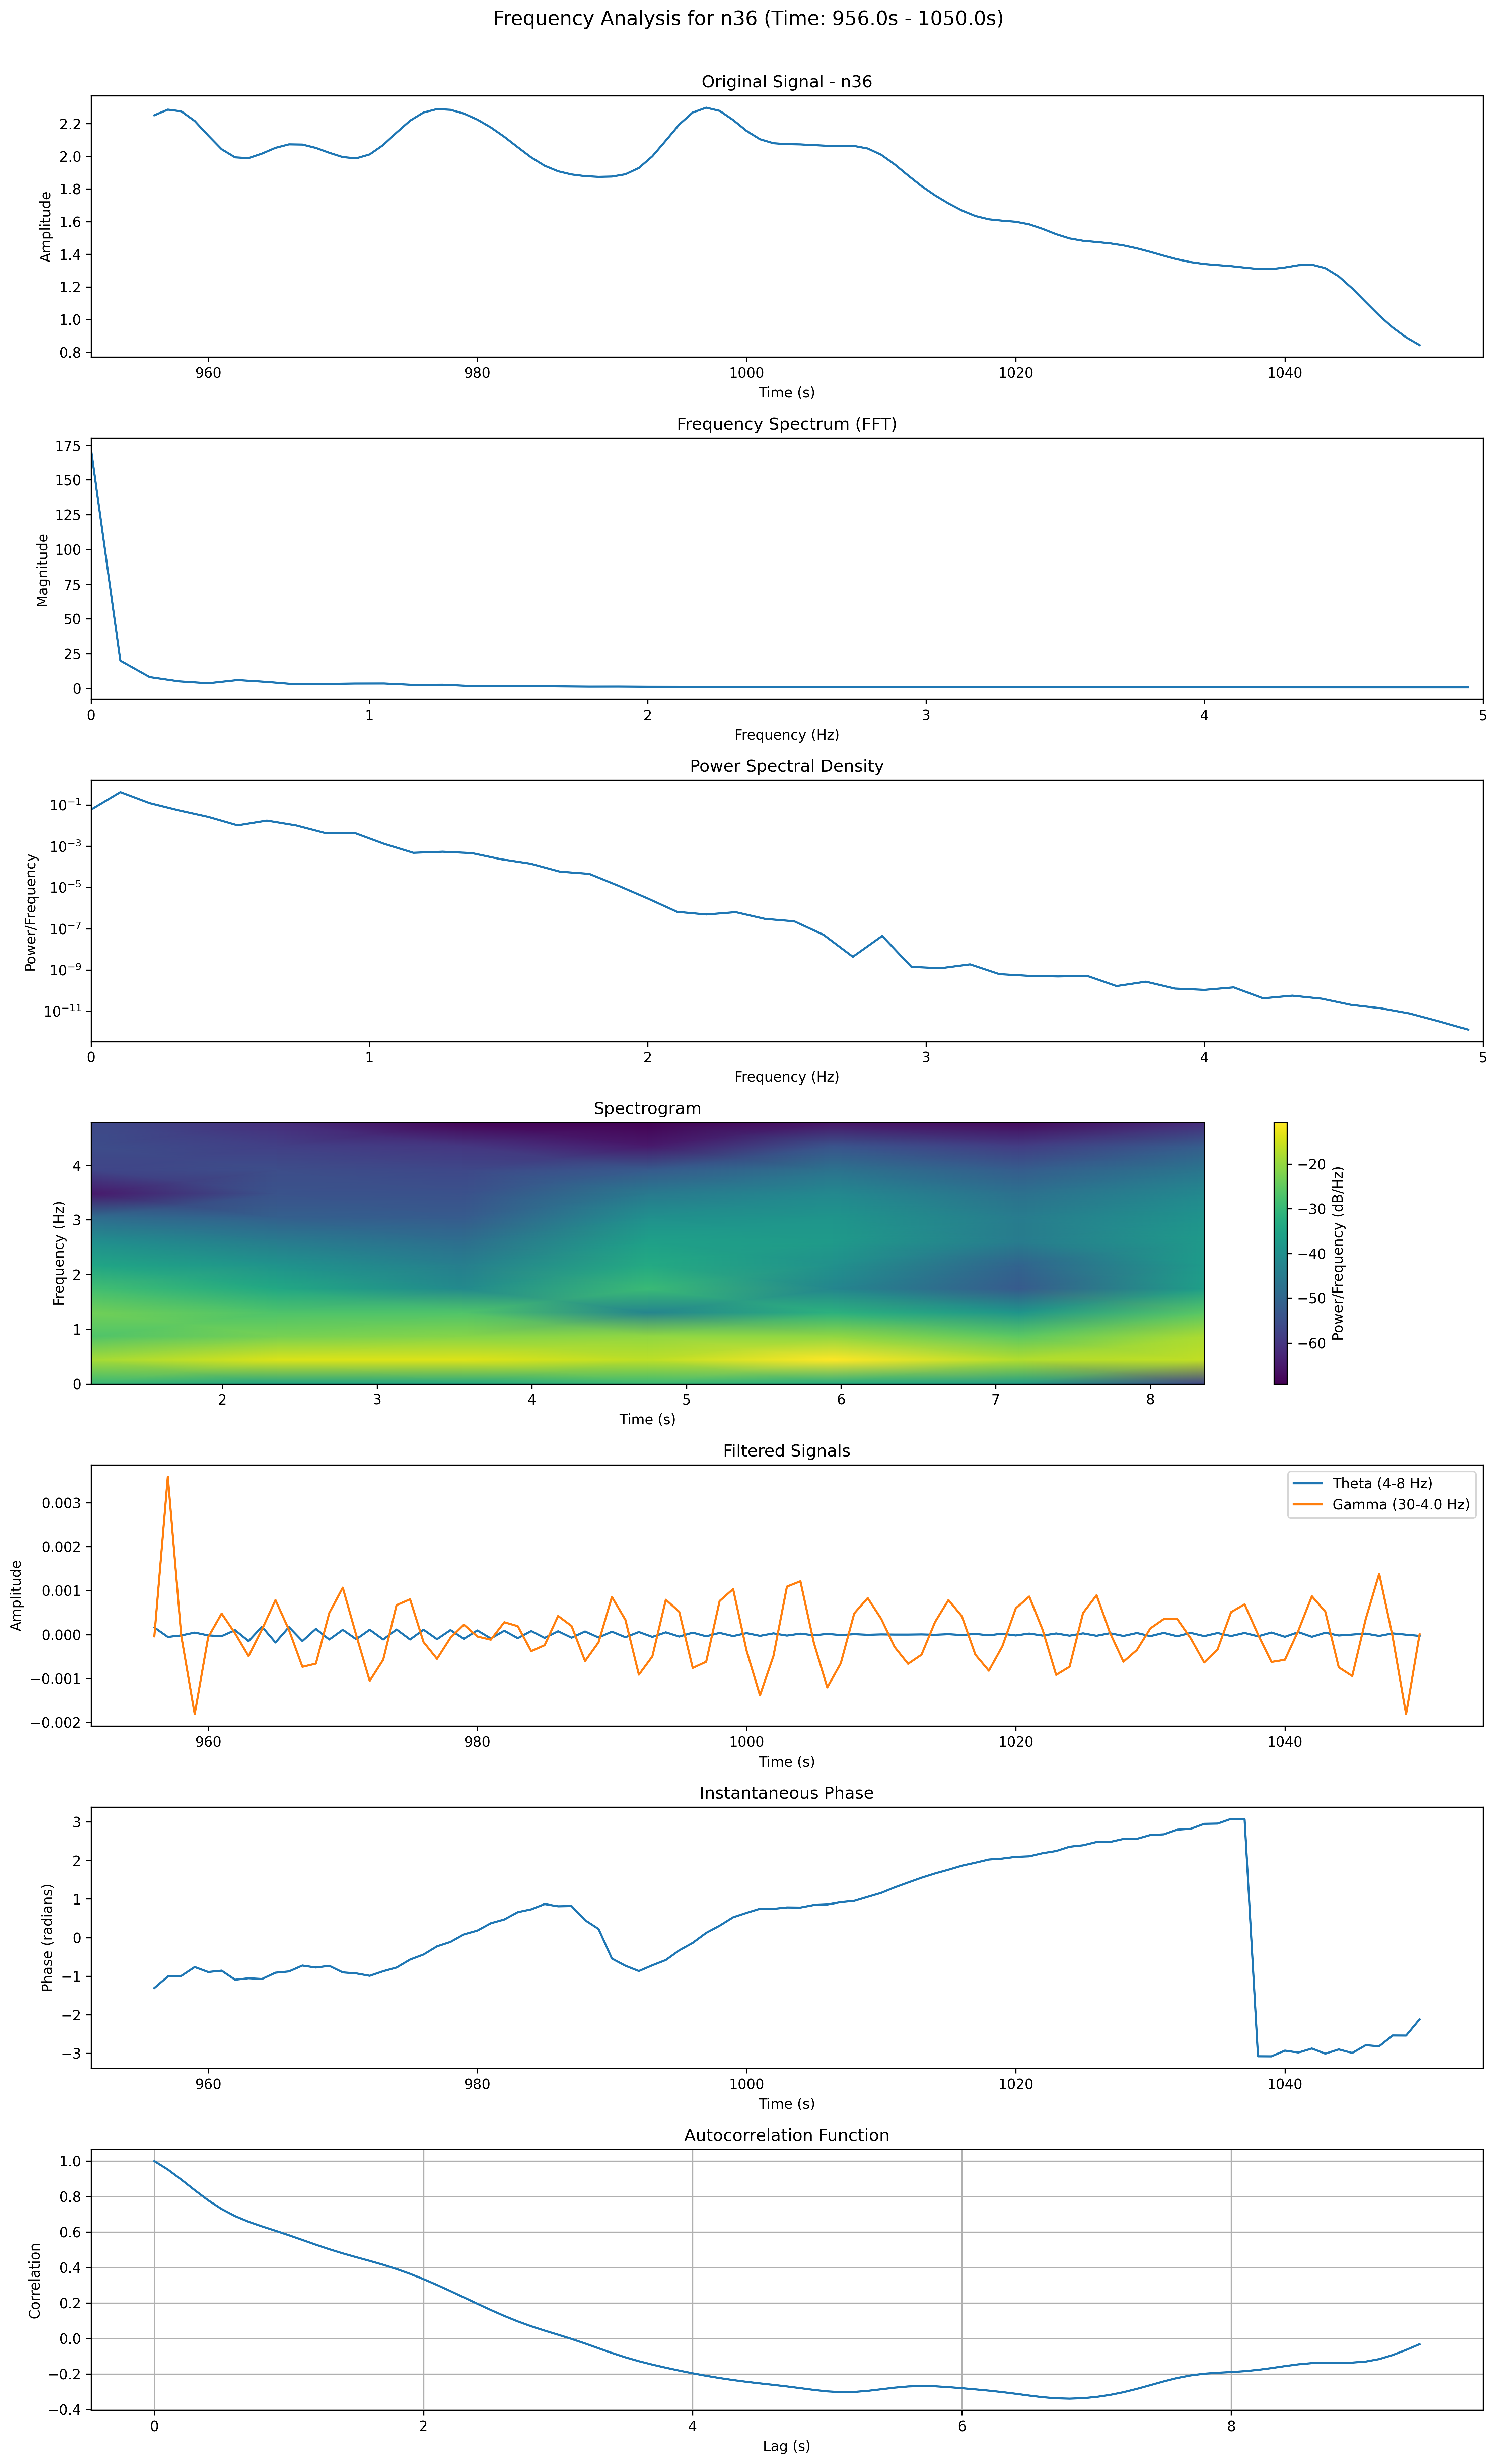 Frequency Analysis for n36 (Time: 956.0s - 1050.0s)
Original Signal - n36
Amplitude
2.2
2.0
1.8
1.6
1.4
1.2
1.0
0.8
960 980 1000 1020 1040
Time (s)
Frequency Spectrum (FFT)
Magnitude
175
150
125
100
75
50
25
0
0 1 2 3 4 5
Frequency (Hz)
Power Spectral Density
Power/Frequency
10⁻¹
10⁻³
10⁻⁵
10⁻⁷
10⁻⁹
10⁻¹¹
0 1 2 3 4 5
Frequency (Hz)
Spectrogram
Frequency (Hz)
4
3
2
1
0
2 3 4 5 6 7 8
Time (s)
−20
−30
−40
−50
−60
Power/Frequency (dB/Hz)
Filtered Signals
Theta (4-8 Hz)
Gamma (30-4.0 Hz)
Amplitude
0.003
0.002
0.001
0.000
−0.001
−0.002
960 980 1000 1020 1040
Time (s)
Instantaneous Phase
Phase (radians)
3
2
1
0
−1
−2
−3
960 980 1000 1020 1040
Time (s)
Autocorrelation Function
Correlation
1.0
0.8
0.6
0.4
0.2
0.0
−0.2
−0.4
0 2 4 6 8
Lag (s)